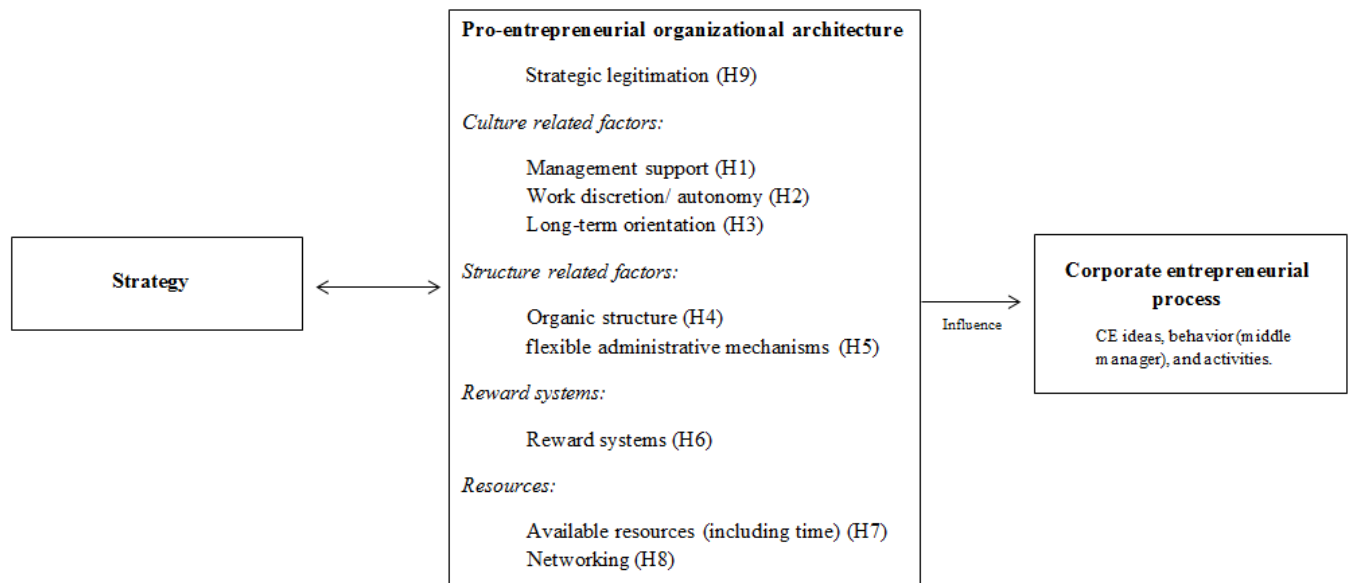 Pro-entrepreneurial organizational architecture
Strategic legitimation (H9)
Culture related factors:
Management support (H1)
Work discretion/ autonomy (H2)
Long-term orientation (H3)
Strategy
Structure related factors:
Organic structure (H4)
flexible administrative mechanisms (H5)
Reward systems:
Reward systems (H6)
Resources:
Available resources (including time) (H7)
Networking (H8)
Influence
Corporate entrepreneurial
process
CE ideas, behavior (middle
manager), and activities.